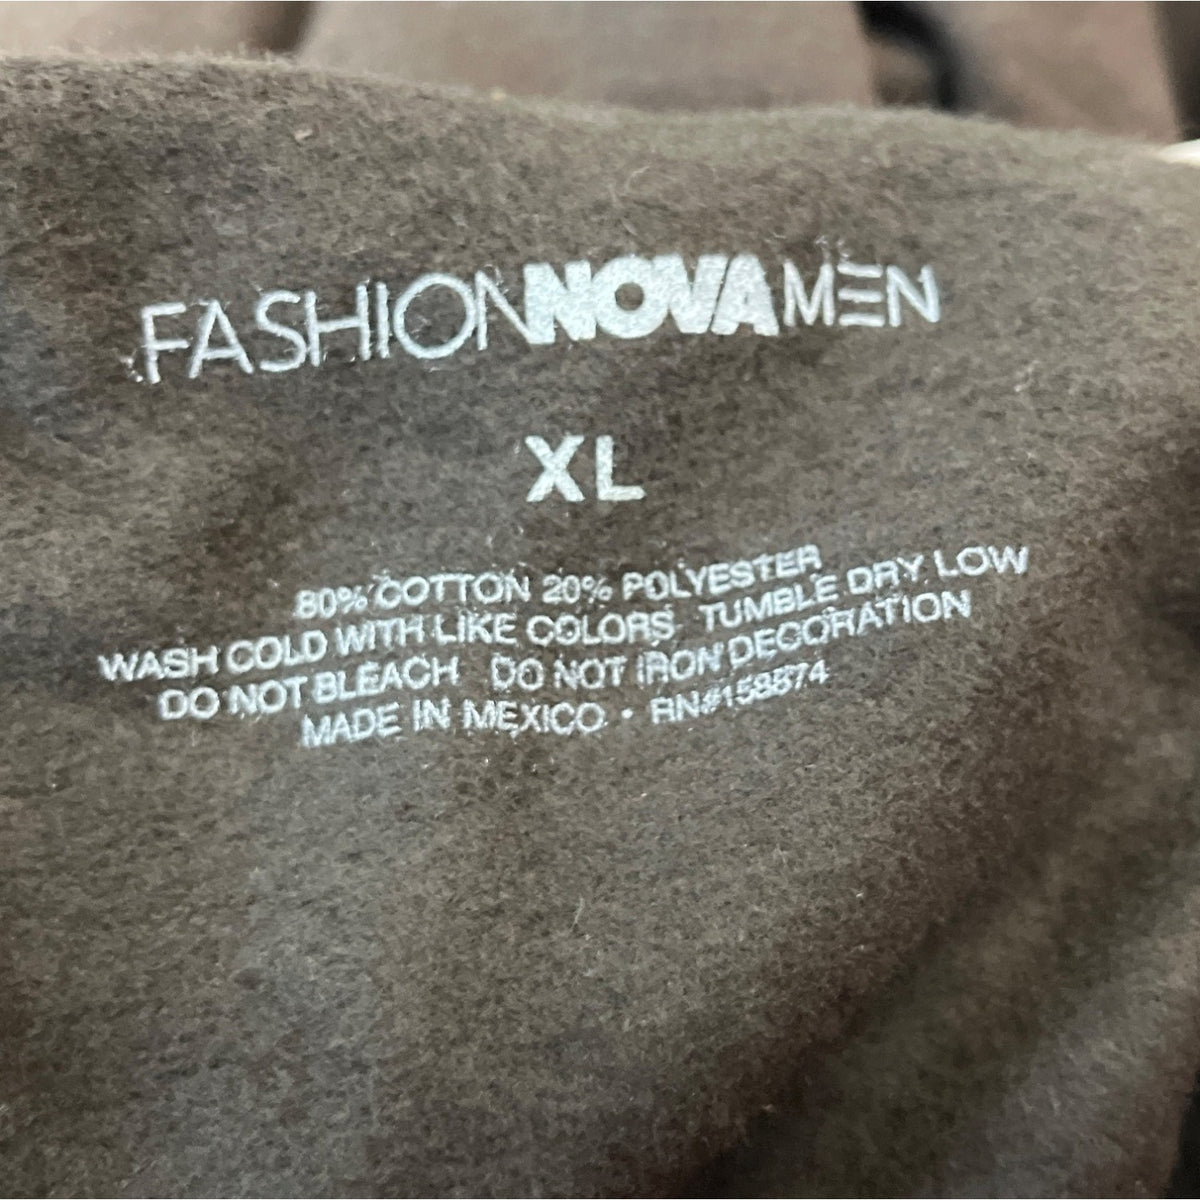 FASHIONNOVAMEN
XL
80% COTTON 20% POLYESTER
WASH COLD WITH LIKE COLORS TUMBLE DRY LOW
DO NOT BLEACH DO NOT IRON DECORATION
MADE IN MEXICO • RN#158874